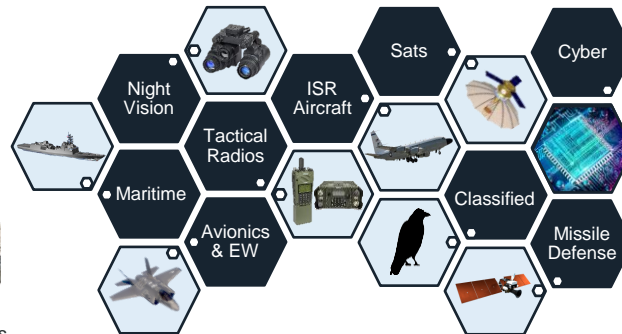 Night
Vision
ISR
Aircraft
Sats
Cyber
Tactical
Radios
Maritime
Classified
Avionics
& EW
Missile
Defense
s